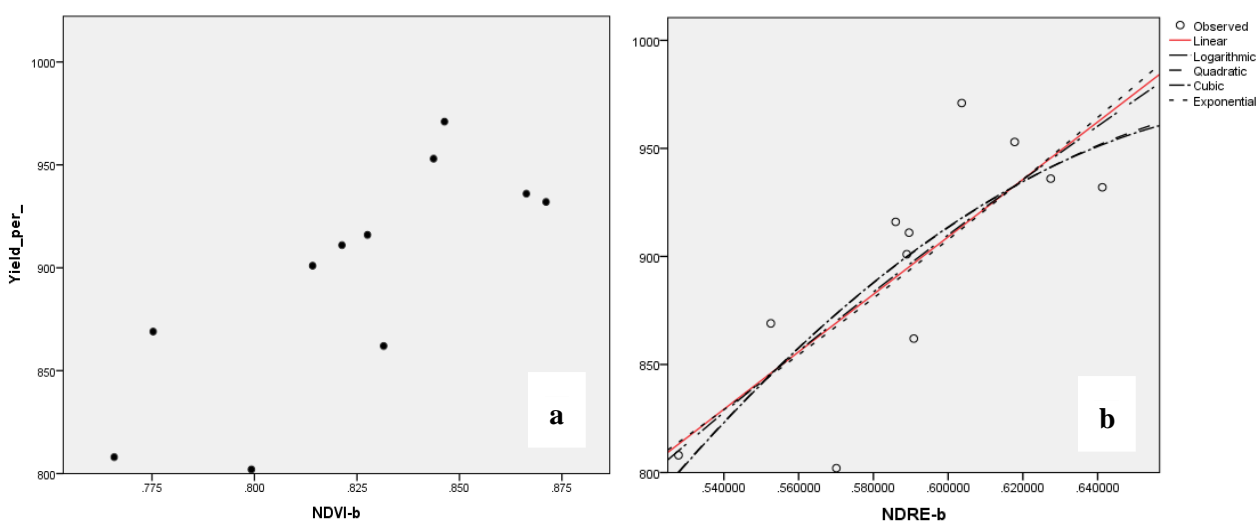 1000
950
900
850
800
Yield_per_
.775
.800
.825
.850
.875
NDVI-b
a
1000
950
900
850
800
.540000
.560000
.580000
.600000
.620000
.640000
NDRE-b
b
Observed
Linear
Logarithmic
Quadratic
Cubic
Exponential